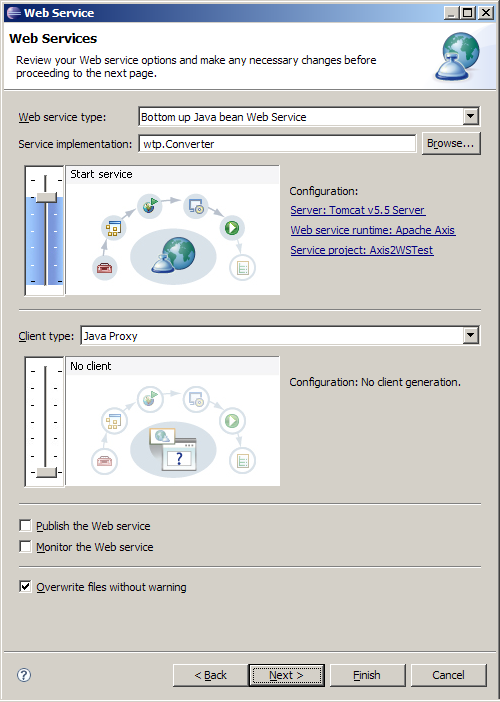 Web Service
Web Services
Review your Web service options and make any necessary changes before
proceeding to the next page.
Web service type:
Bottom up Java bean Web Service
Service implementation:
wtp.Converter
Browse...
Start service
Configuration:
Server: Tomcat v5.5 Server
Web service runtime: Apache Axis
Service project: Axis2WSTest
Client type:
Java Proxy
No client
Configuration: No client generation.
?
Publish the Web service
Monitor the Web service
Overwrite files without warning
?
< Back
Next >
Finish
Cancel